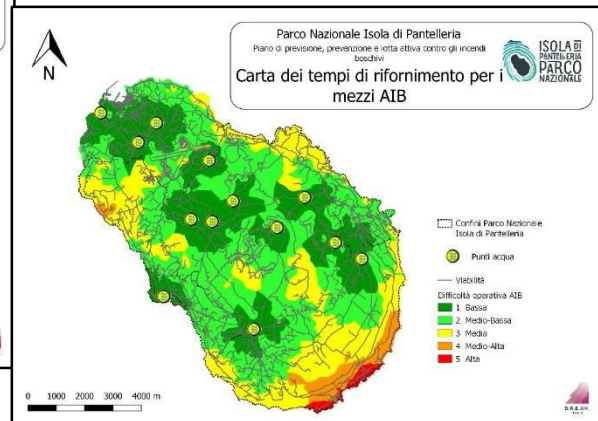 Parco Nazionale Isola di Pantelleria
Piano di previsione, prevenzione e lotta attiva contro gli incendi
boschivi
Carta dei tempi di rifornimento per i
mezzi AIB
ISOLA DI
PANTELLERIA
PARCO
NAZIONALE
N
Confini Parco Nazionale
Isola di Pantelleria
Punti acqua
Viabilità
Difficoltà operativa AIB
1 Bassa
2 Medio-Bassa
3 Media
4 Medio-Alta
5 Alta
0 1000 2000 3000 4000 m